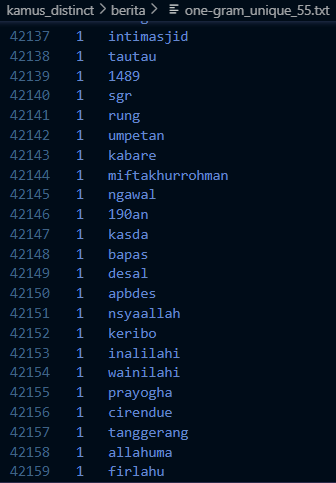 kamus_distinct > berita > one-gram_unique_55.txt
42137 1 intimasjid
42138 1 tautau
42139 1 1489
42140 1 sgr
42141 1 rung
42142 1 umpetan
42143 1 kabare
42144 1 miftakhurrohman
42145 1 ngawal
42146 1 190an
42147 1 kasda
42148 1 bapas
42149 1 desal
42150 1 apbdes
42151 1 nsyaallah
42152 1 keribo
42153 1 inalilahi
42154 1 wainilahi
42155 1 prayogha
42156 1 cirendue
42157 1 tanggerang
42158 1 allahuma
42159 1 firlahu